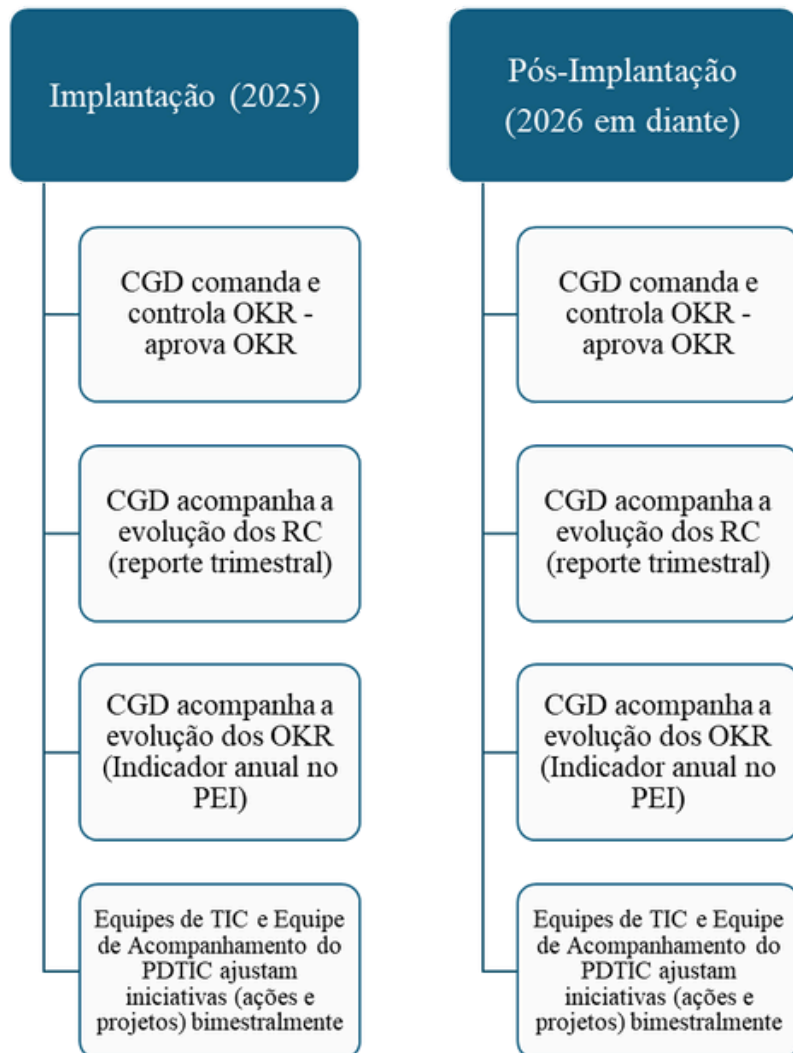 Implantação (2025)
CGD comanda e
controla OKR -
aprova OKR
CGD acompanha a
evolução dos RC
(reporte trimestral)
CGD acompanha a
evolução dos OKR
(Indicador anual no
PEI)
Equipes de TIC e Equipe
de Acompanhamento do
PDTIC ajustam
iniciativas (ações e
projetos) bimestralmente
Pós-Implantação
(2026 em diante)
CGD comanda e
controla OKR -
aprova OKR
CGD acompanha a
evolução dos RC
(reporte trimestral)
CGD acompanha a
evolução dos OKR
(Indicador anual no
PEI)
Equipes de TIC e Equipe
de Acompanhamento do
PDTIC ajustam
iniciativas (ações e
projetos) bimestralmente